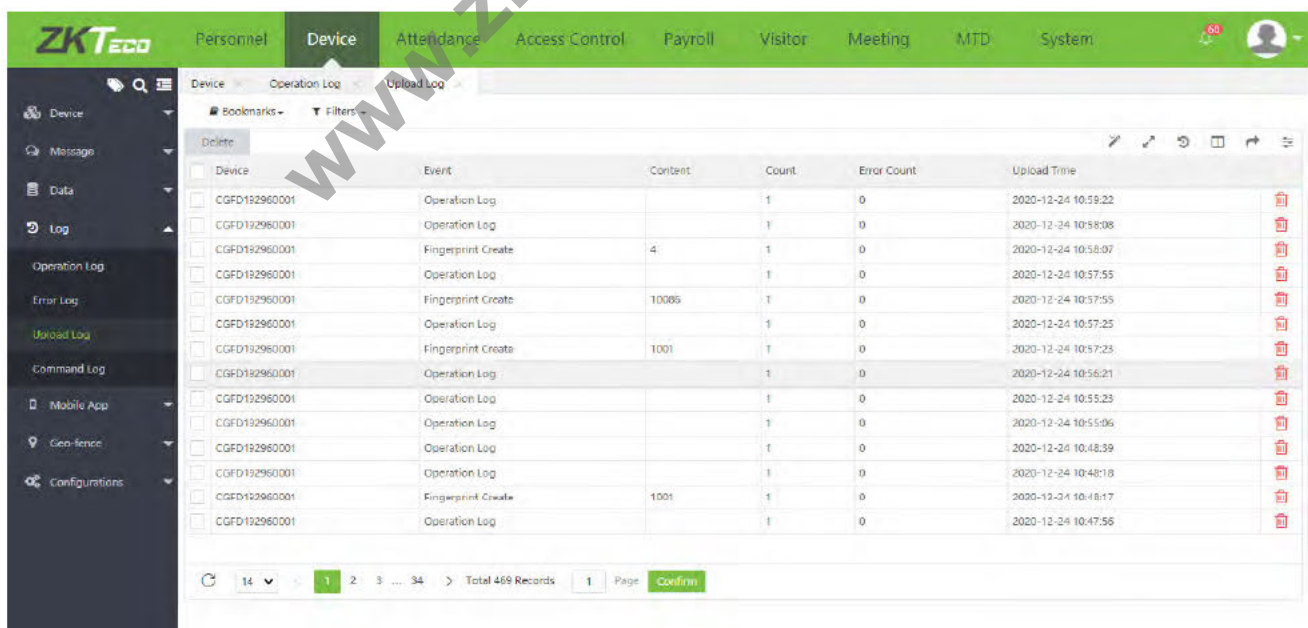 ZKTECO Personnel Device Attendance Access Control Payroll Visitor Meeting MTD System 60
Device Operation Log Upload Log
Bookmarks Filters
Delete
Device Event Content Count Error Count Upload Time
CGFD192960001 Operation Log 1 0 2020-12-24 10:59:22
CGFD192960001 Operation Log 1 0 2020-12-24 10:58:08
CGFD192960001 Fingerprint Create 4 1 0 2020-12-24 10:58:07
CGFD192960001 Operation Log 1 0 2020-12-24 10:57:55
CGFD192960001 Fingerprint Create 10086 1 0 2020-12-24 10:57:55
CGFD192960001 Operation Log 1 0 2020-12-24 10:57:25
CGFD192960001 Fingerprint Create 1001 1 0 2020-12-24 10:57:23
CGFD192960001 Operation Log 1 0 2020-12-24 10:56:21
CGFD192960001 Operation Log 1 0 2020-12-24 10:55:23
CGFD192960001 Operation Log 1 0 2020-12-24 10:55:06
CGFD192960001 Operation Log 1 0 2020-12-24 10:48:39
CGFD192960001 Operation Log 1 0 2020-12-24 10:48:18
CGFD192960001 Fingerprint Create 1001 1 0 2020-12-24 10:48:17
CGFD192960001 Operation Log 1 0 2020-12-24 10:47:56
14 < 1 2 3 ... 34 > Total 469 Records 1 Page Confirm
Device
Message
Data
Log
Operation Log
Error Log
Upload Log
Command Log
Mobile App
Geo-fence
Configurations